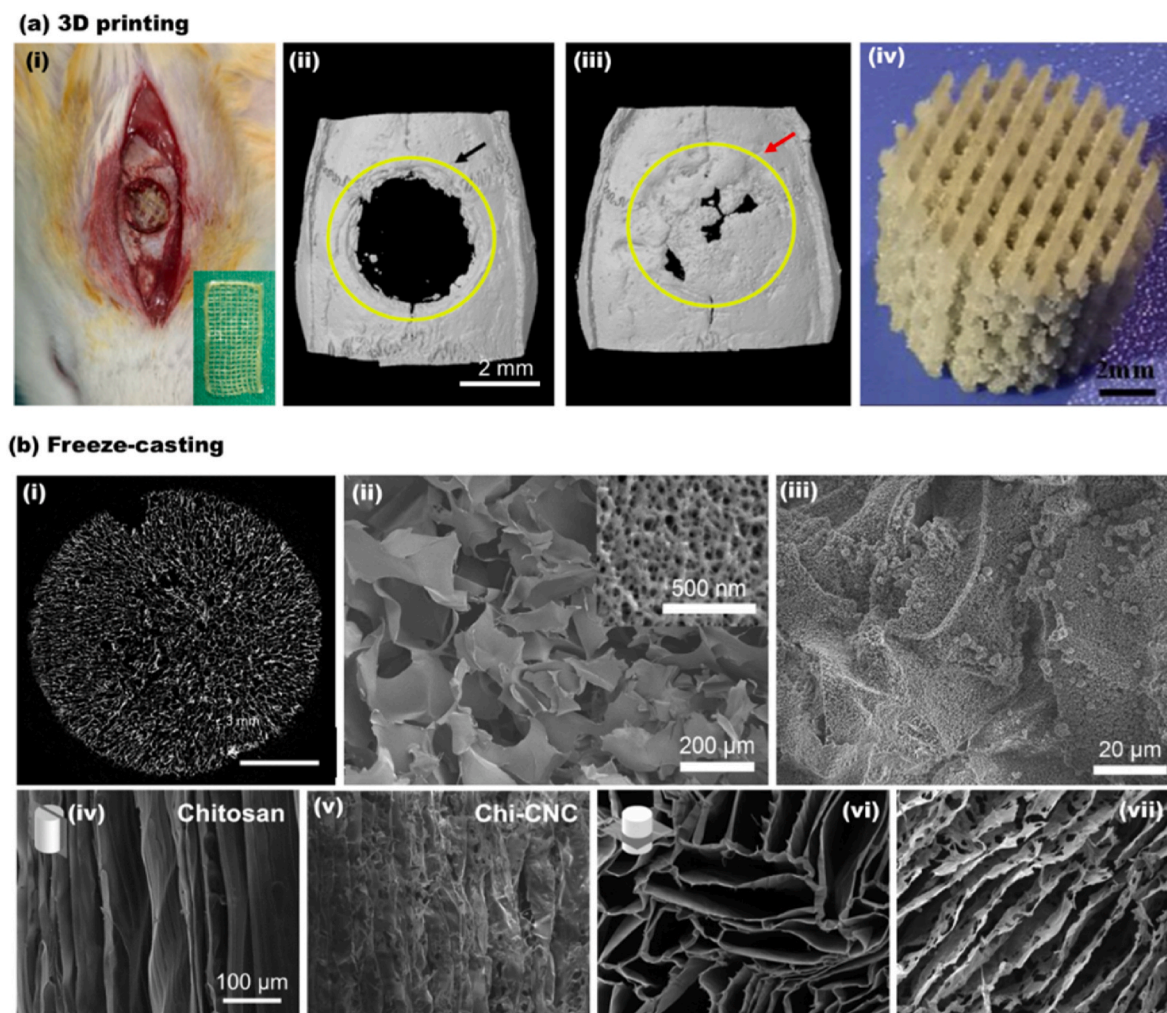 (a) 3D printing
(i)
(ii)
(iii)
(iv)
2 mm
2mm
(b) Freeze-casting
(i)
(ii)
(iii)
3 mm
500 nm
200 µm
20 µm
(iv)
Chitosan
(v)
Chi-CNC
(vi)
(vii)
100 µm